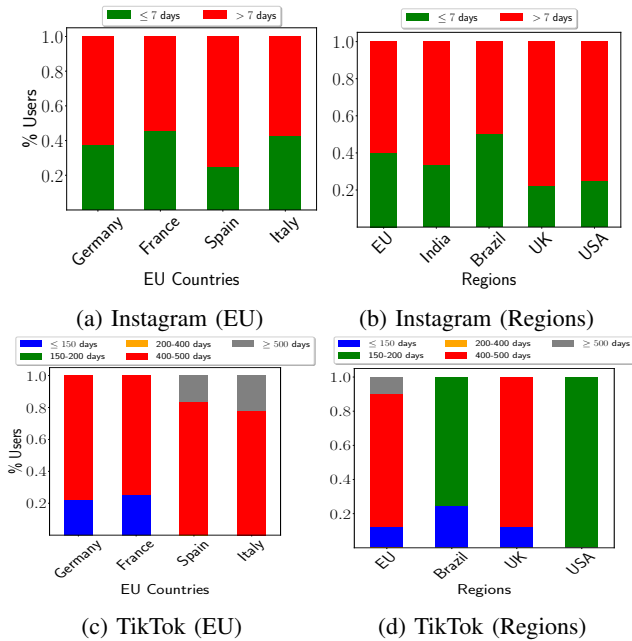 ≤ 7 days > 7 days
1.0
0.8
0.6
0.4
0.2
% Users
Germany France Spain Italy
EU Countries
(a) Instagram (EU)
≤ 7 days > 7 days
1.0
0.8
0.6
0.4
0.2
EU India Brazil UK USA
Regions
(b) Instagram (Regions)
≤ 150 days 200-400 days ≥ 500 days
150-200 days 400-500 days
1.0
0.8
0.6
0.4
0.2
% Users
Germany France Spain Italy
EU Countries
(c) TikTok (EU)
≤ 150 days 200-400 days ≥ 500 days
150-200 days 400-500 days
1.0
0.8
0.6
0.4
0.2
EU Brazil UK USA
Regions
(d) TikTok (Regions)